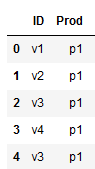 ID Prod
0 v1 p1
1 v2 p1
2 v3 p1
3 v4 p1
4 v3 p1